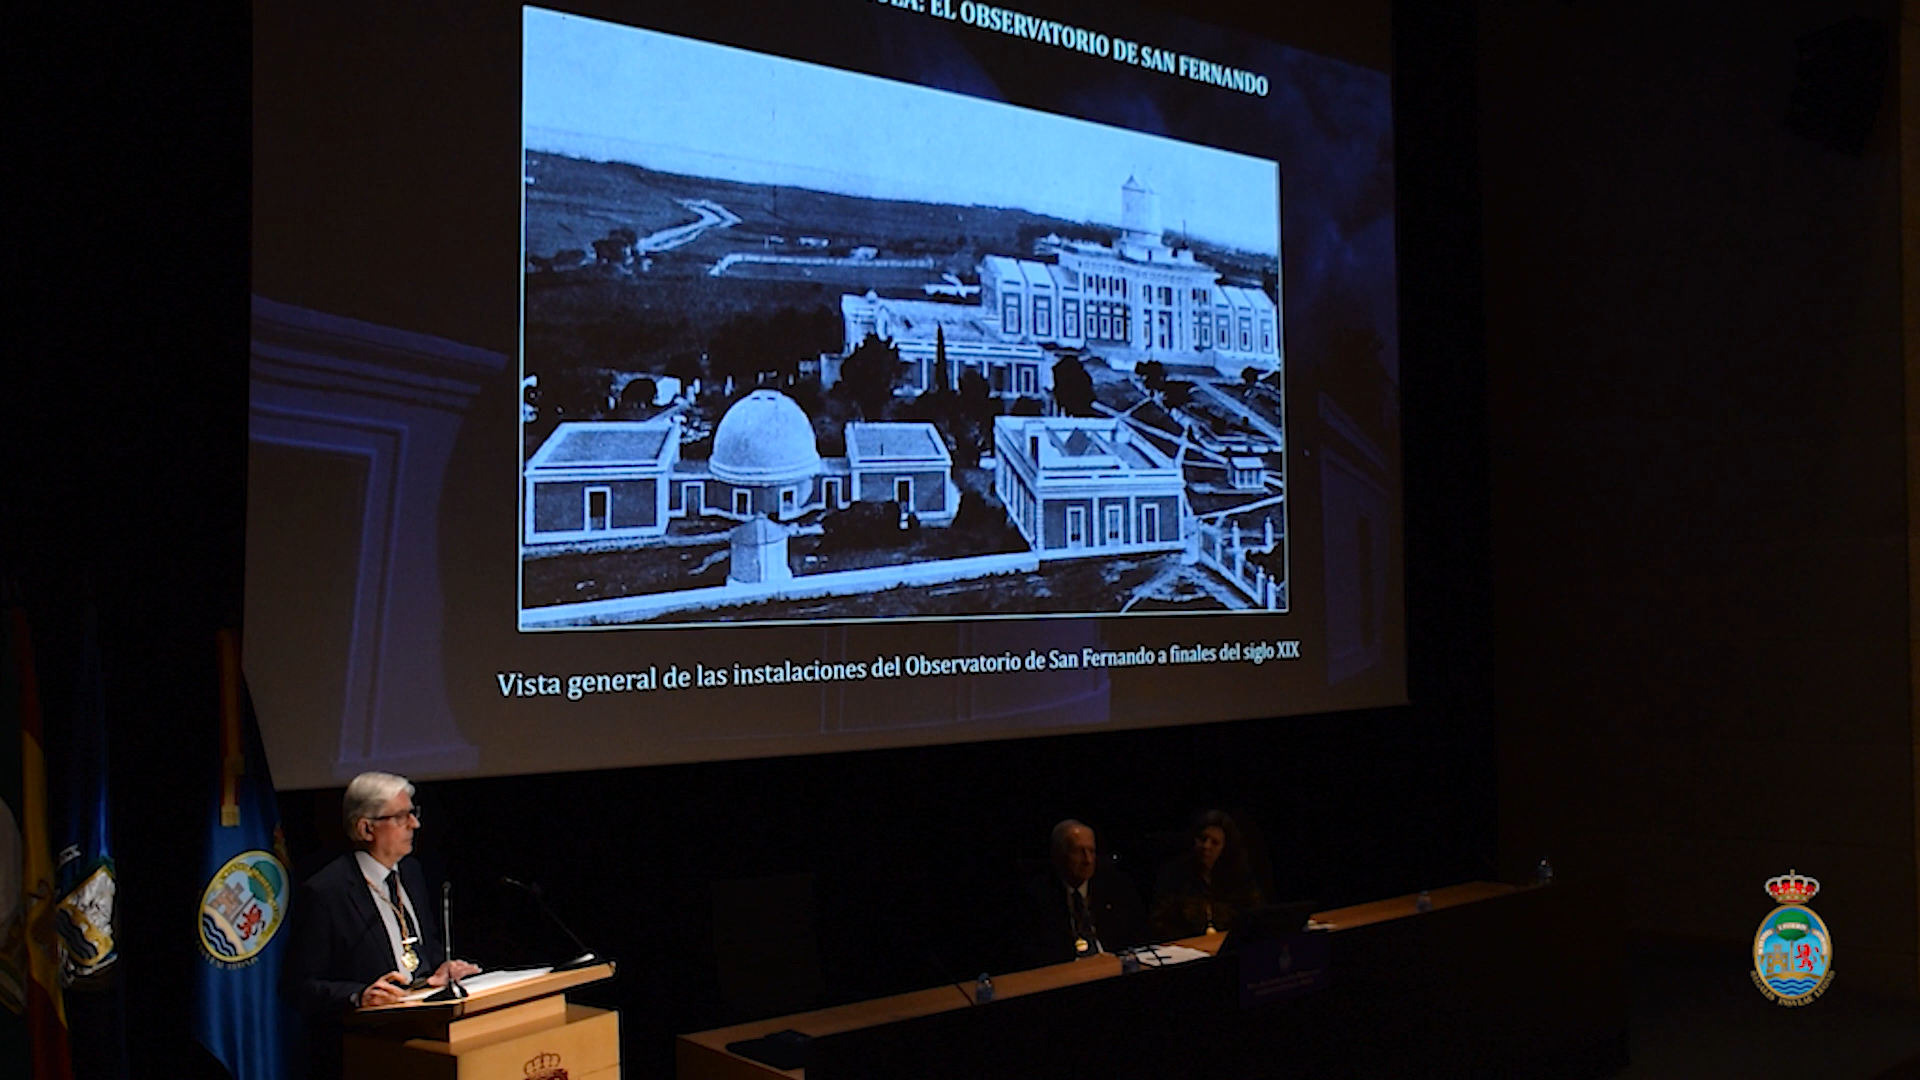 EL OBSERVATORIO DE SAN FERNANDO
Vista general de las instalaciones del Observatorio de San Fernando a finales del siglo XIX